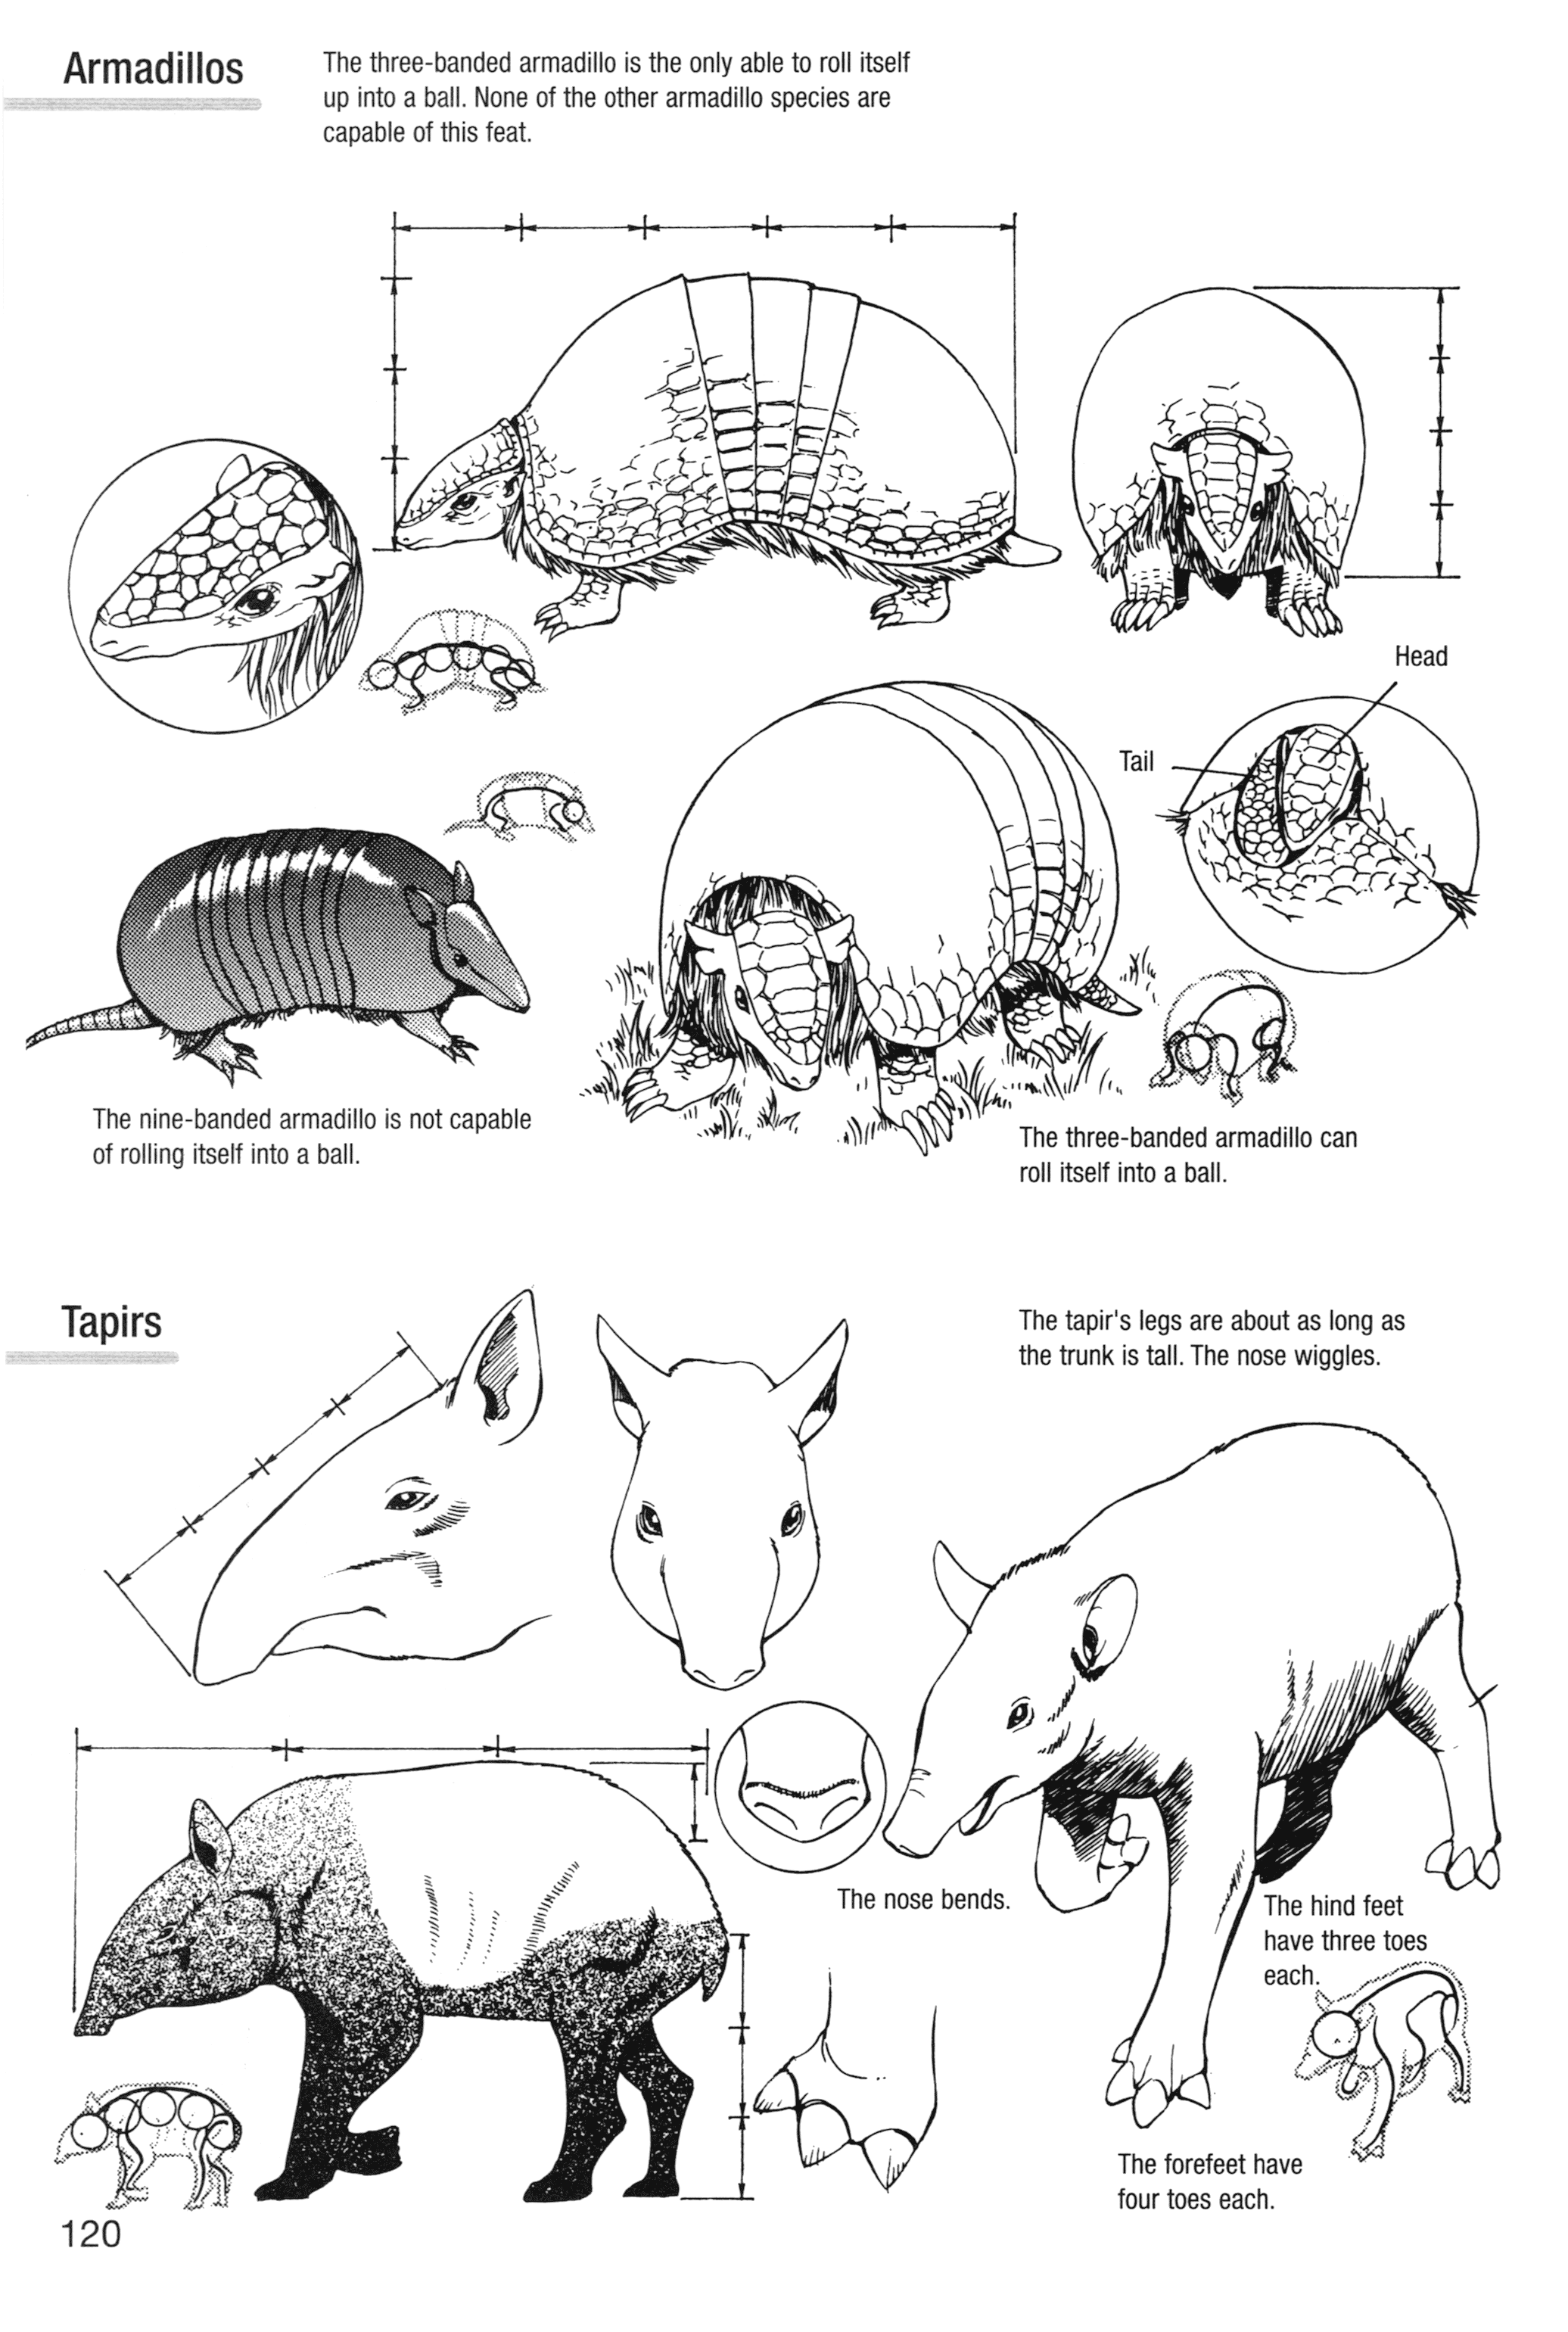 Armadillos
The three-banded armadillo is the only able to roll itself
up into a ball. None of the other armadillo species are
capable of this feat.
Head
Tail
The nine-banded armadillo is not capable
of rolling itself into a ball.
The three-banded armadillo can
roll itself into a ball.
Tapirs
The tapir's legs are about as long as
the trunk is tall. The nose wiggles.
The nose bends.
The hind feet
have three toes
each.
The forefeet have
four toes each.
120